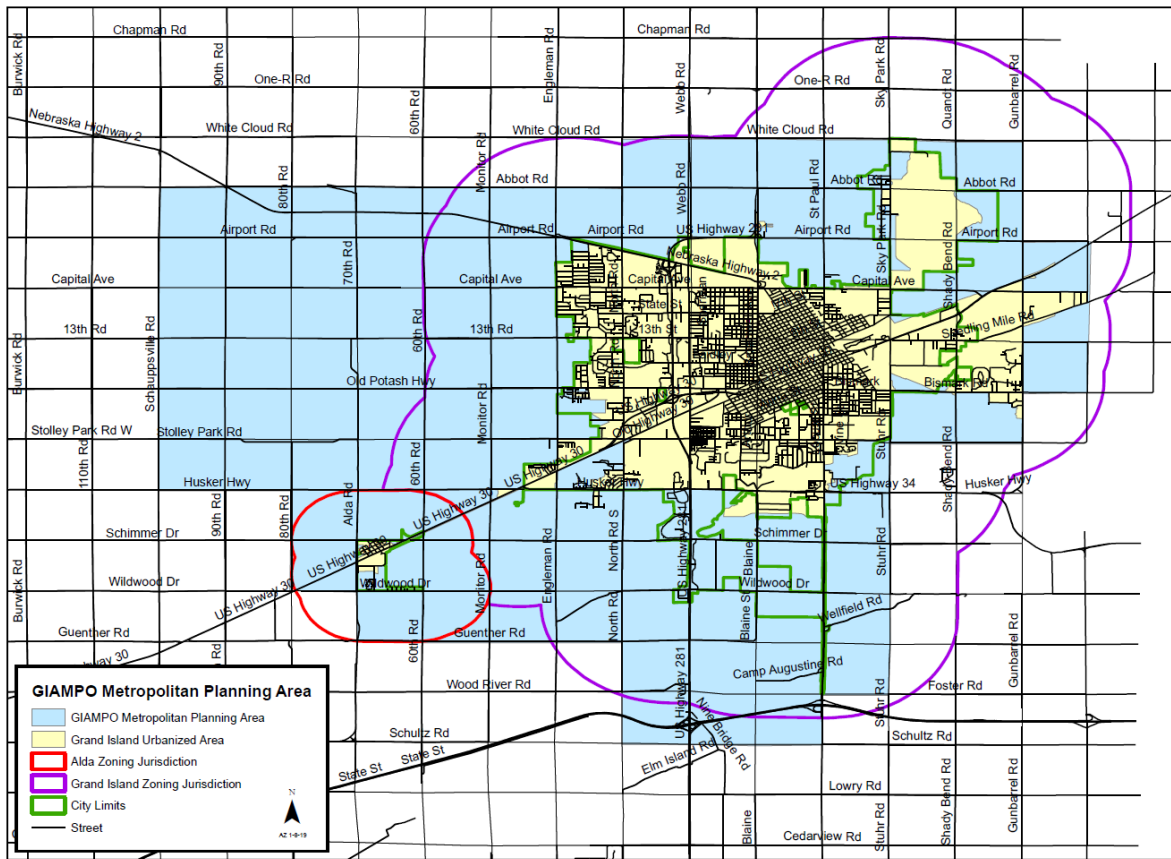 Chapman Rd
Chapman Rd
Burwick Rd
90th Rd
60th Rd
Engleman Rd
Webb Rd
Sky Park Rd
Quandt Rd
Gunbarrel Rd
One-R Rd
One-R Rd
Nebraska Highway 2
White Cloud Rd
White Cloud Rd
White Cloud Rd
Monitor Rd
80th Rd
Abbot Rd
Webb Rd
St Paul Rd
Abbot Rd
Abbot Rd
Airport Rd
Airport Rd
Airport Rd
US Highway 281
Airport Rd
Sky Park Rd
Airport Rd
Shady Bend Rd
Nebraska Highway 2
Capital Ave
70th Rd
Capital Ave
Capital Ave
Capital Ave
State St
13th Rd
60th Rd
13th Rd
13th St
Burwick Rd
Schauppsville Rd
Old Potash Hwy
Monitor Rd
Bismark Rd
Old Highway 30
Stolley Park Rd W
Stolley Park Rd
110th Rd
60th Rd
Stuhr Rd
Shady Bend Rd
Husker Hwy
US Highway 30
US Highway 30
Husker Hwy
US Highway 34
Husker Hwy
90th Rd
80th Rd
Alda Rd
US Highway 30
Schimmer Dr
Schimmer Dr
Burwick Rd
US Highway 30
Engleman Rd
North Rd S
US Highway 281
Blaine
Stuhr Rd
Wildwood Dr
Wildwood Dr
Monitor Rd
Wildwood Dr
US Highway 30
Guenther Rd
60th Rd
Guenther Rd
North Rd
Blaine St
Wellfield Rd
Gunbarrel Rd
Wood River Rd
US Highway 281
Camp Augustine Rd
Foster Rd
Stuhr Rd
Nine Bridge Rd
Schultz Rd
Schultz Rd
State St
State St
Elm Island Rd
Lowry Rd
Blaine
Stuhr Rd
Shady Bend Rd
Gunbarrel Rd
Cedarview Rd
GIAMPO Metropolitan Planning Area
GIAMPO Metropolitan Planning Area
Grand Island Urbanized Area
Alda Zoning Jurisdiction
Grand Island Zoning Jurisdiction
City Limits
Street
N
AZ 1-8-19